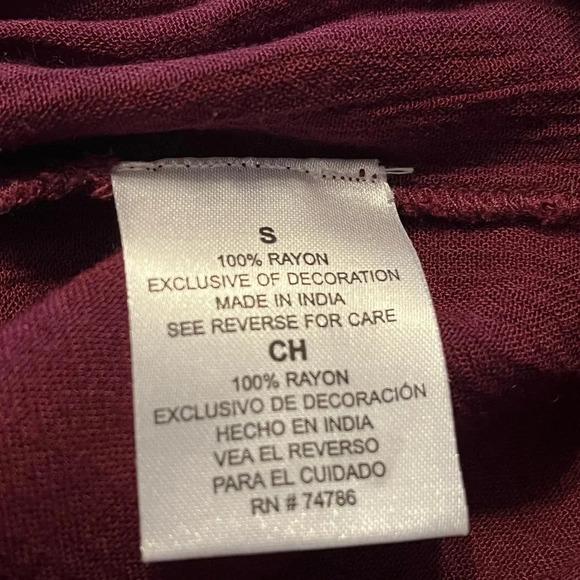 S
100% RAYON
EXCLUSIVE OF DECORATION
MADE IN INDIA
SEE REVERSE FOR CARE
CH
100% RAYON
EXCLUSIVO DE DECORACIÓN
HECHO EN INDIA
VEA EL REVERSO
PARA EL CUIDADO
RN # 74786